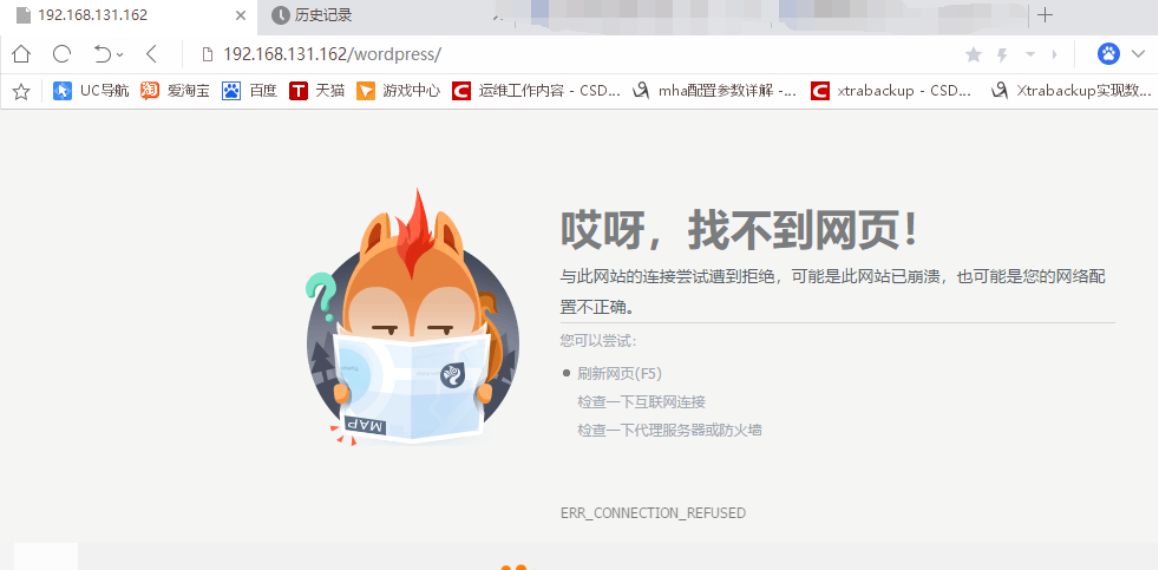 192.168.131.162
历史记录
192.168.131.162/wordpress/
UC导航
爱淘宝
百度
天猫
游戏中心
运维工作内容 - CSD...
mha配置参数详解 -...
xtrabackup - CSD...
Xtrabackup实现数...
哎呀，找不到网页！
与此网站的连接尝试遭到拒绝，可能是此网站已崩溃，也可能是您的网络配
置不正确。
您可以尝试：
刷新网页(F5)
检查一下互联网连接
检查一下代理服务器或防火墙
MAP
ERR_CONNECTION_REFUSED